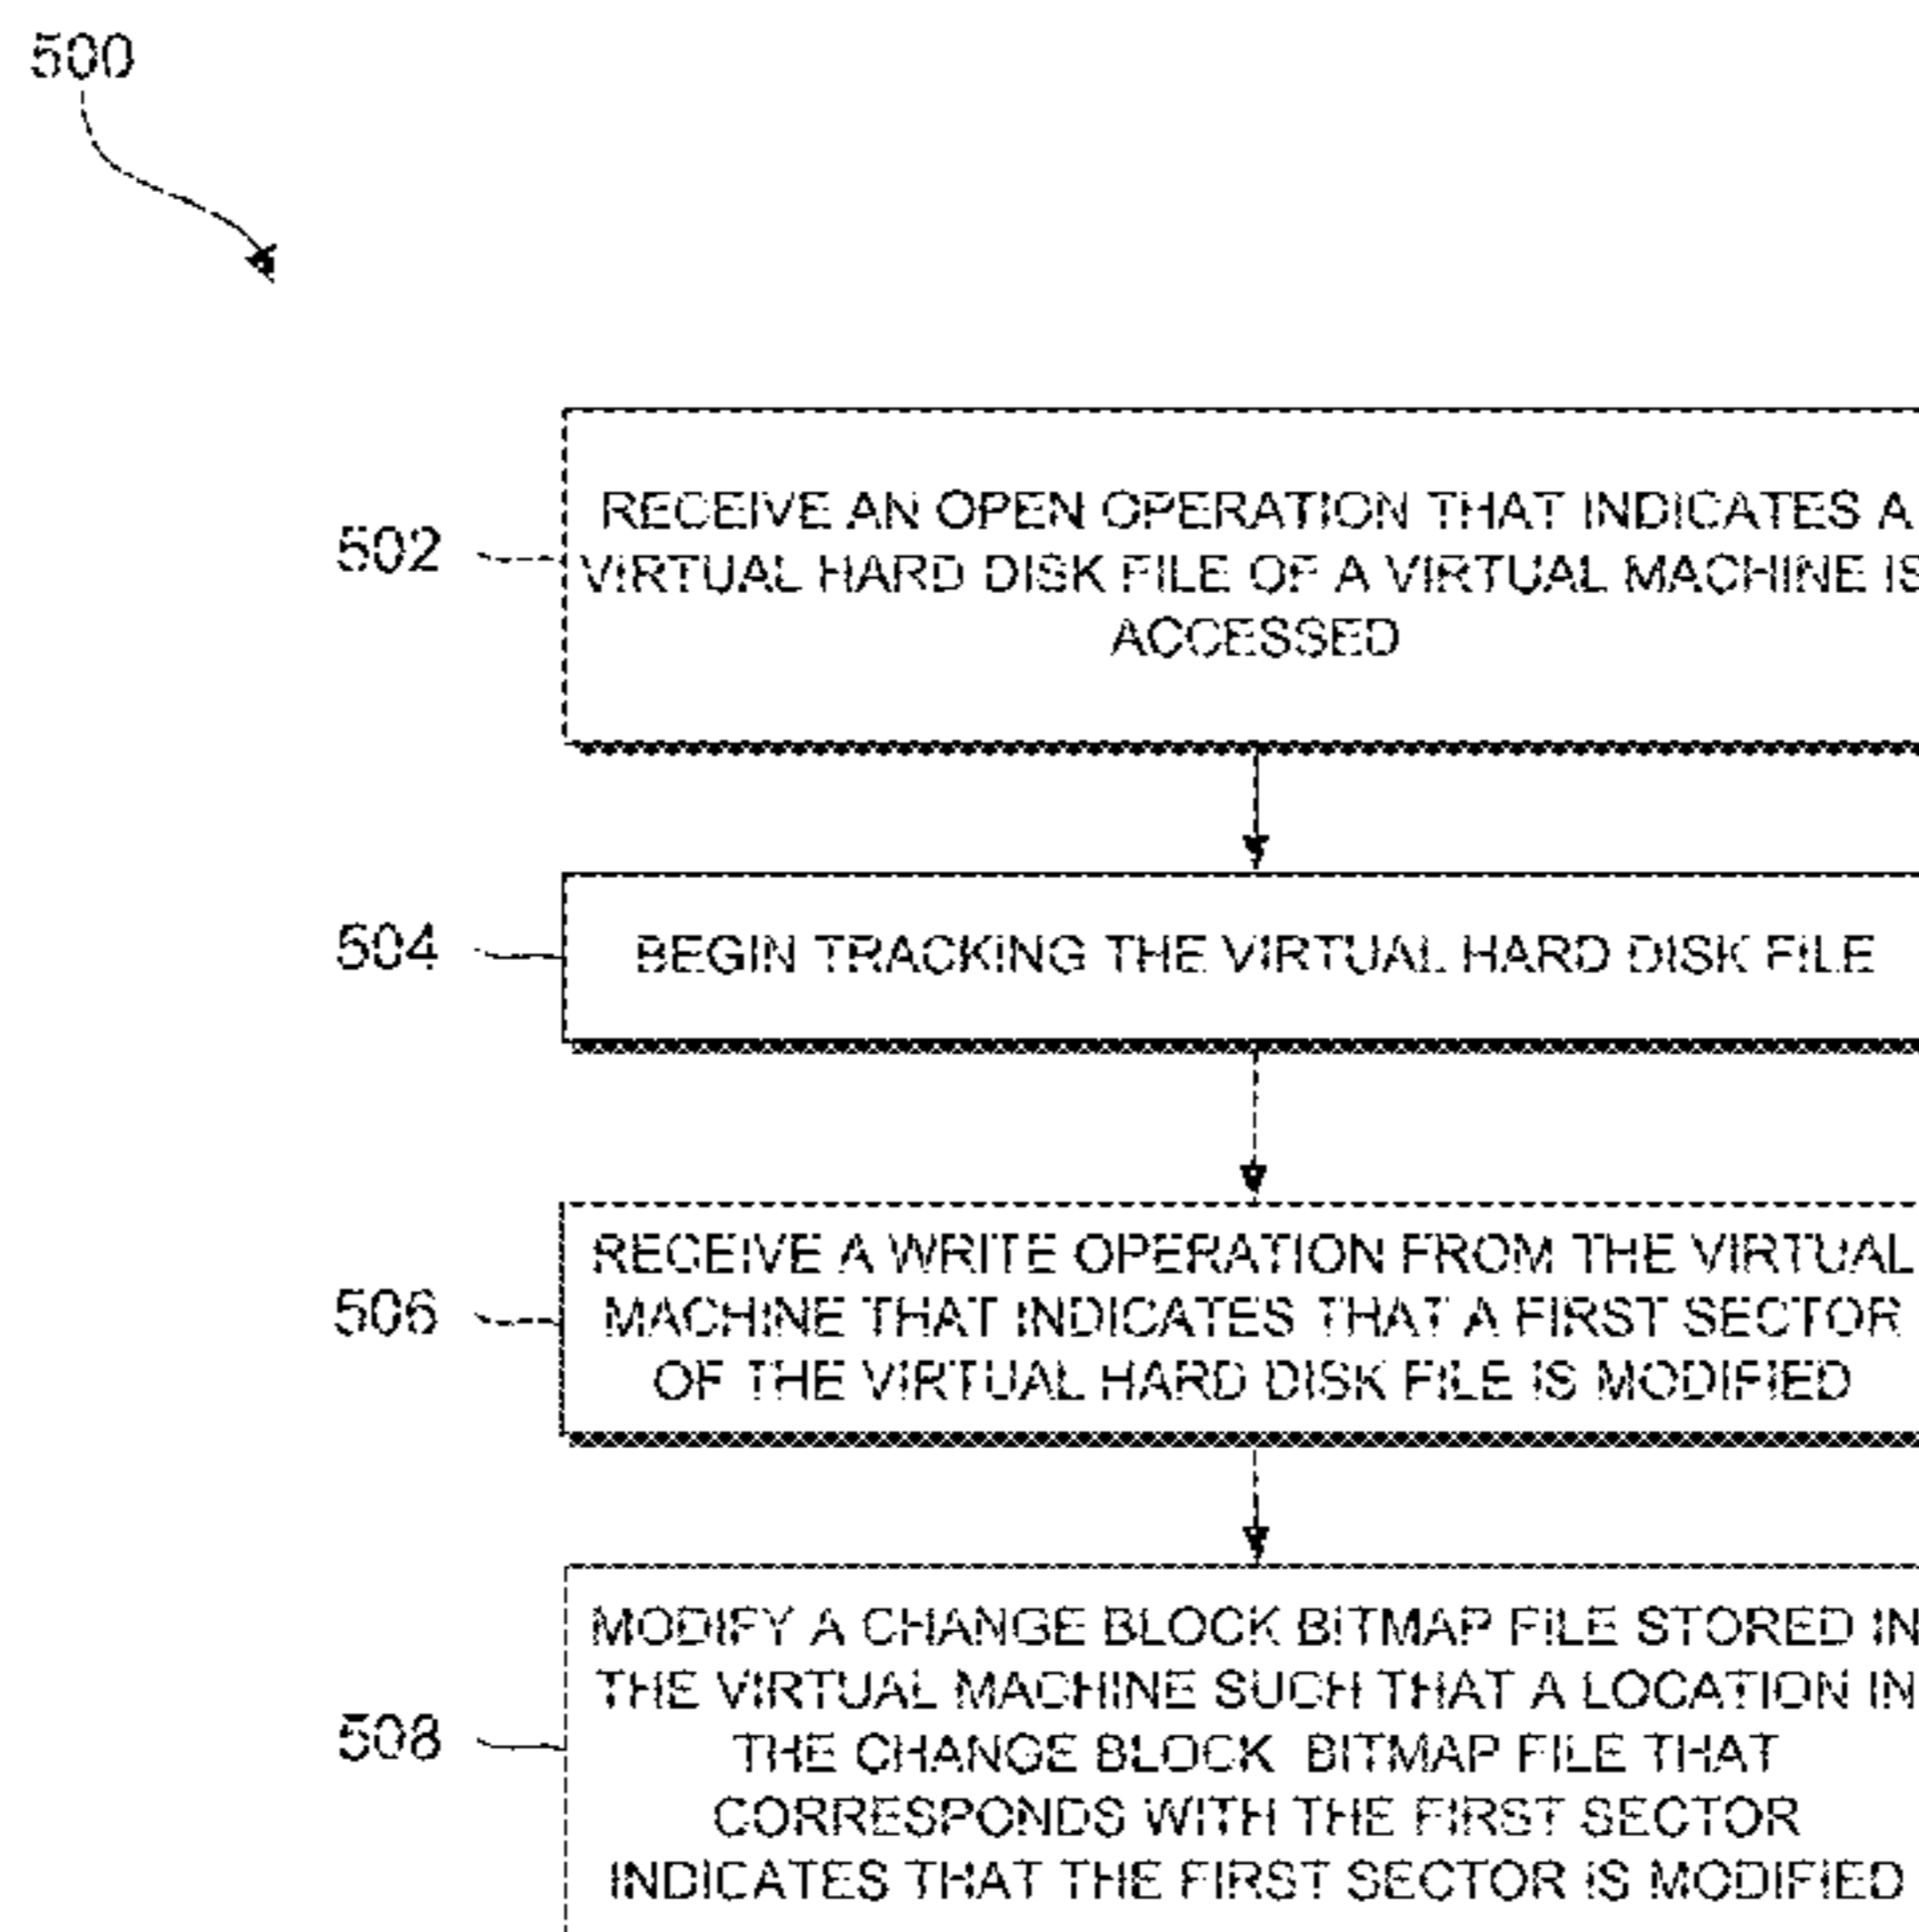 500
502
RECEIVE AN OPEN OPERATION THAT INDICATES A
VIRTUAL HARD DISK FILE OF A VIRTUAL MACHINE IS
ACCESSED
504
BEGIN TRACKING THE VIRTUAL HARD DISK FILE
506
RECEIVE A WRITE OPERATION FROM THE VIRTUAL
MACHINE THAT INDICATES THAT A FIRST SECTOR
OF THE VIRTUAL HARD DISK FILE IS MODIFIED
508
MODIFY A CHANGE BLOCK BITMAP FILE STORED IN
THE VIRTUAL MACHINE SUCH THAT A LOCATION IN
THE CHANGE BLOCK BITMAP FILE THAT
CORRESPONDS WITH THE FIRST SECTOR
INDICATES THAT THE FIRST SECTOR IS MODIFIED